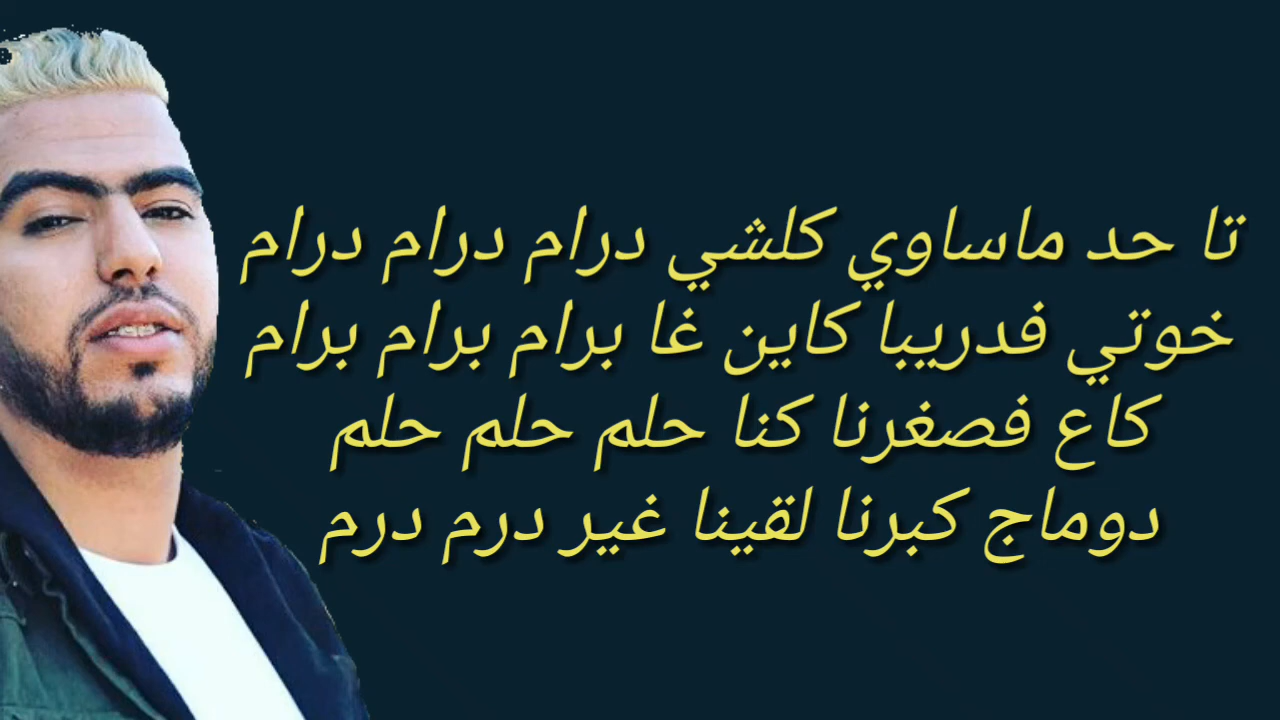 تا حد ماساوي كلشي درام درام درام
خوتي فدريبا كاين غا برام برام برام
كاع فصغرنا كنا حلم حلم حلم
دوماج كبرنا لقينا غير درم درم